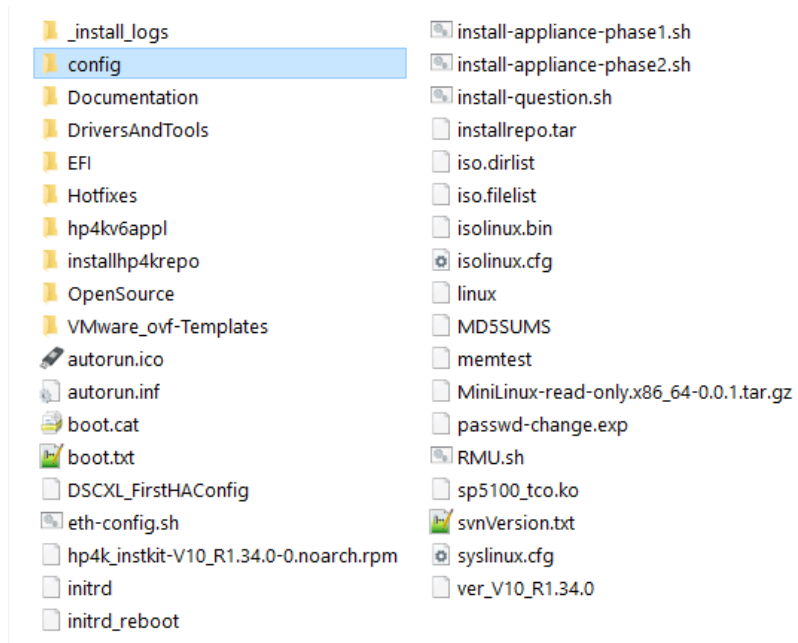 _install_logs
config
Documentation
DriversAndTools
EFI
Hotfixes
hp4kv6appl
installhp4krepo
OpenSource
VMware_ovf-Templates
autorun.ico
autorun.inf
boot.cat
boot.txt
DSCXL_FirstHAConfig
eth-config.sh
hp4k_instkit-V10_R1.34.0-0.noarch.rpm
initrd
initrd_reboot
install-appliance-phase1.sh
install-appliance-phase2.sh
install-question.sh
installrepo.tar
iso.dirlist
iso.filelist
isolinux.bin
isolinux.cfg
linux
MD5SUMS
memtest
MiniLinux-read-only.x86_64-0.0.1.tar.gz
passwd-change.exp
RMU.sh
sp5100_tco.ko
svnVersion.txt
syslinux.cfg
ver_V10_R1.34.0